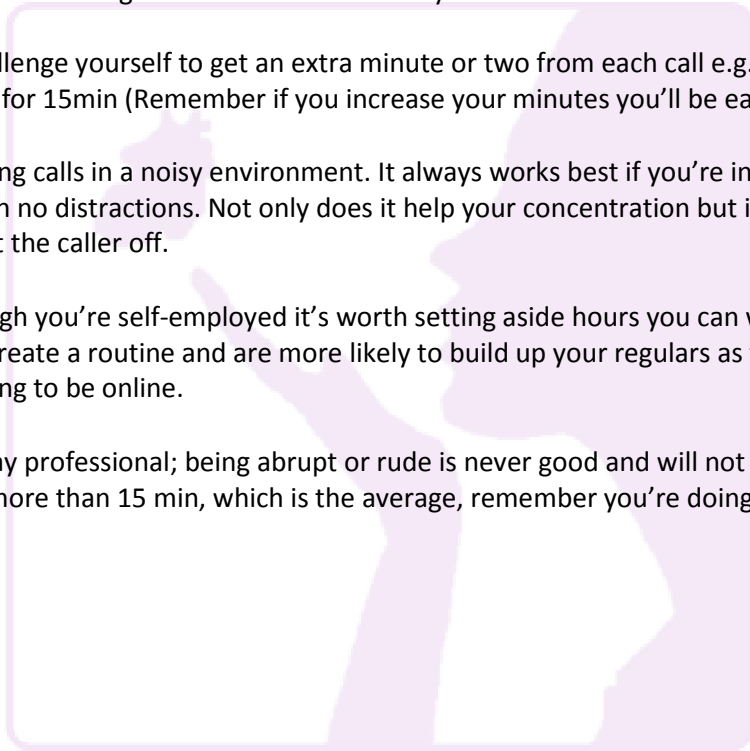 llenge yourself to get an extra minute or two from each call e.g.
for 15min (Remember if you increase your minutes you'll be ea
ng calls in a noisy environment. It always works best if you're in
n no distractions. Not only does it help your concentration but i
t the caller off.
gh you're self-employed it's worth setting aside hours you can
reate a routine and are more likely to build up your regulars as
ng to be online.
ny professional; being abrupt or rude is never good and will not
more than 15 min, which is the average, remember you're doing